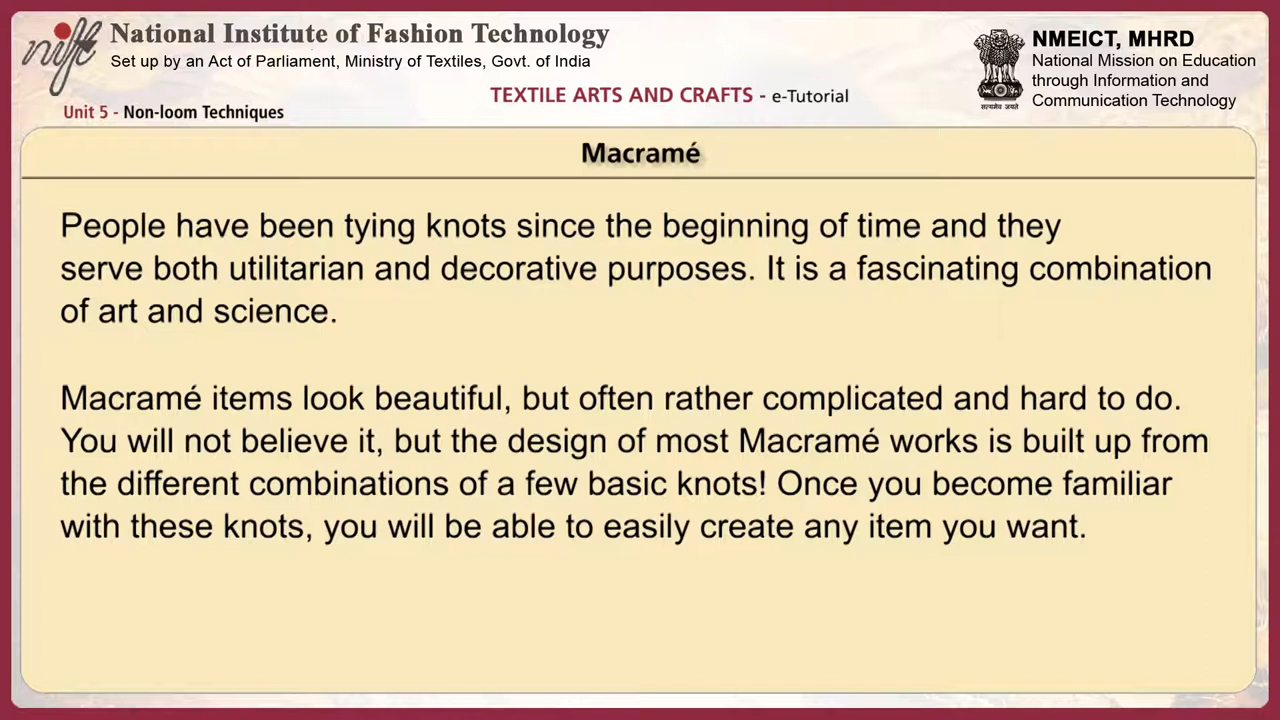 nift
National Institute of Fashion Technology
Set up by an Act of Parliament, Ministry of Textiles, Govt. of India
NMEICT, MHRD
National Mission on Education
through Information and
Communication Technology
सत्यमेव जयते
TEXTILE ARTS AND CRAFTS - e-Tutorial
Unit 5 - Non-loom Techniques
Macramé
People have been tying knots since the beginning of time and they
serve both utilitarian and decorative purposes. It is a fascinating combination
of art and science.
Macramé items look beautiful, but often rather complicated and hard to do.
You will not believe it, but the design of most Macramé works is built up from
the different combinations of a few basic knots! Once you become familiar
with these knots, you will be able to easily create any item you want.